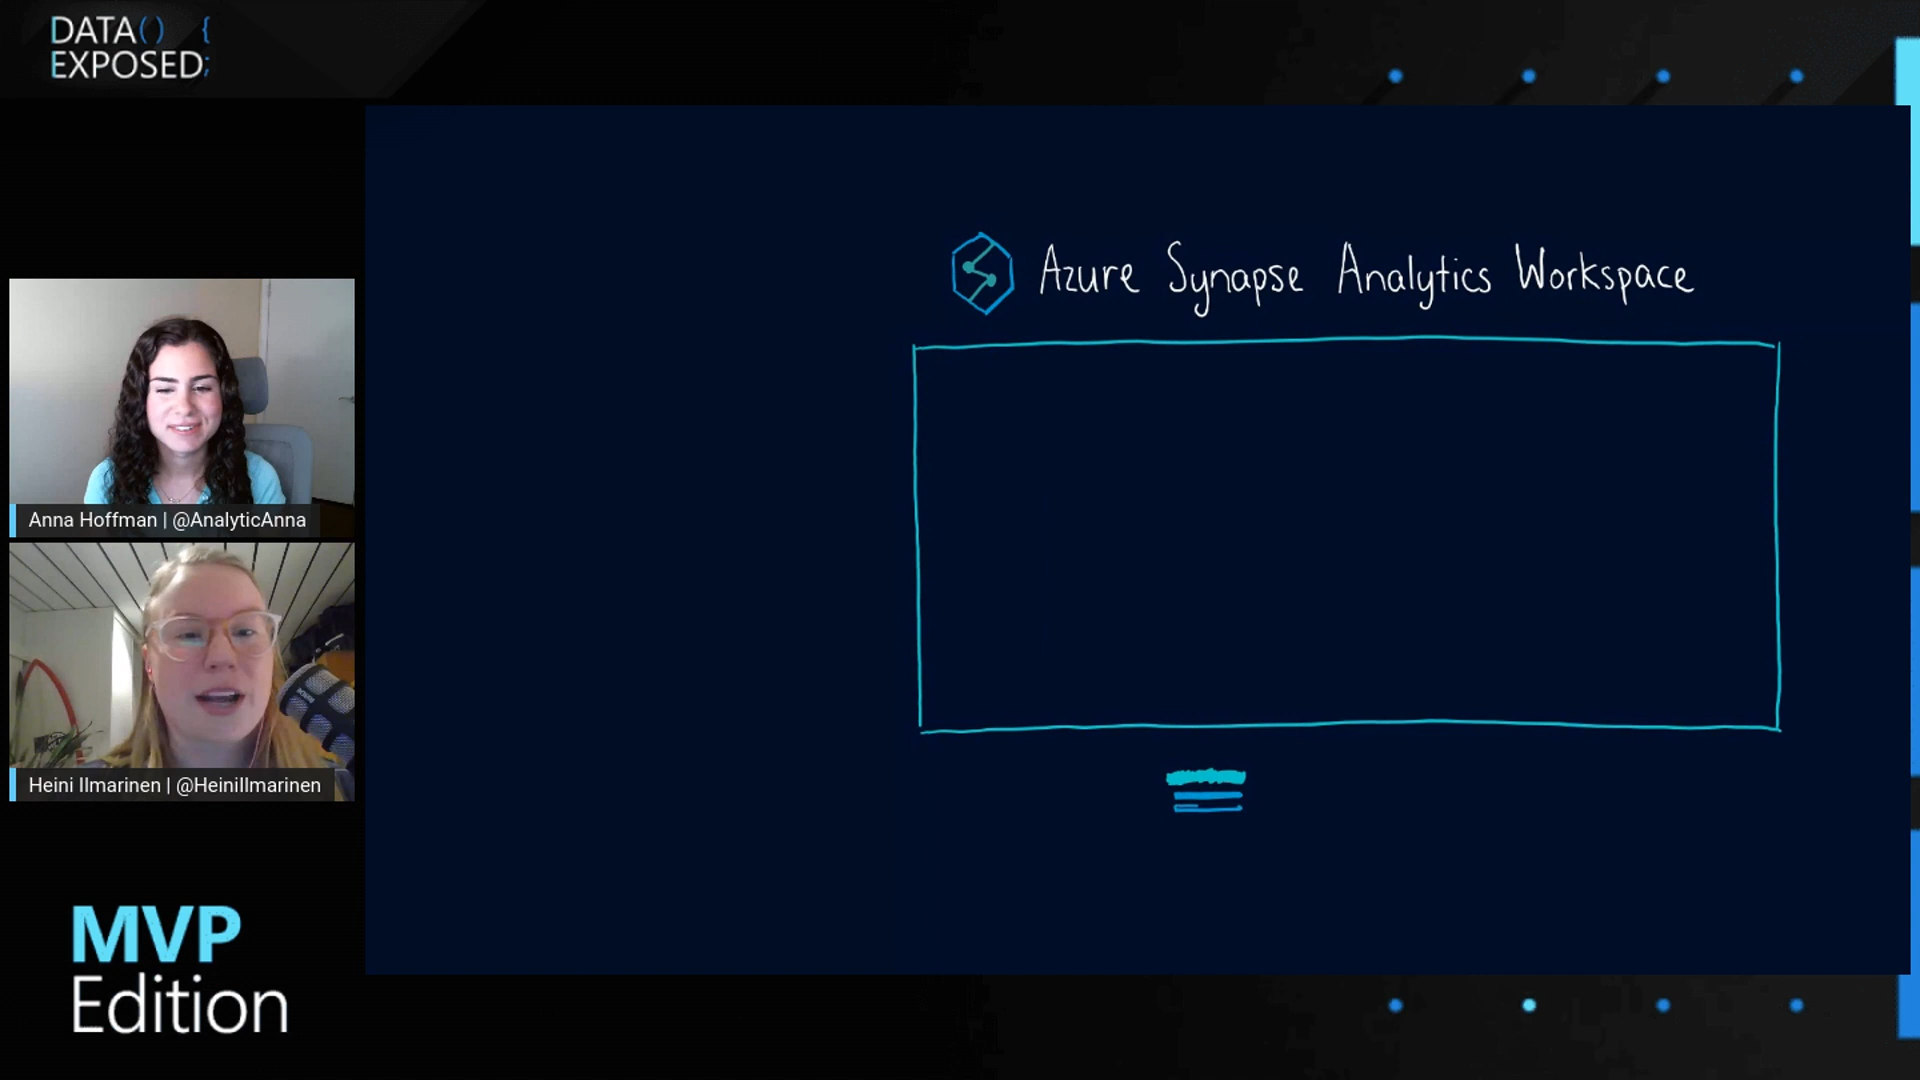 DATA() {
EXPOSED;
Azure Synapse Analytics Workspace
Anna Hoffman | @AnalyticAnna
Heini Ilmarinen | @HeiniIlmarinen
MVP
Edition